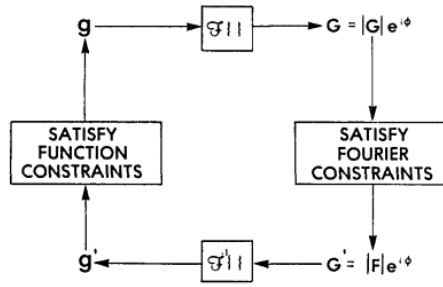 g
ℱ{ }
G = |G| e^{iϕ}
SATISFY
FUNCTION
CONSTRAINTS
SATISFY
FOURIER
CONSTRAINTS
g'
ℱ⁻¹{ }
G' = |F| e^{iϕ}